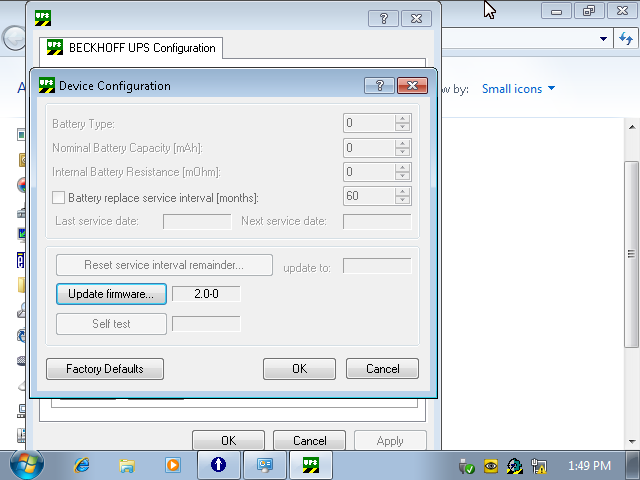 UPS
UPS BECKHOFF UPS Configuration
UPS Device Configuration
w by: Small icons
A
Battery Type: 0
Nominal Battery Capacity [mAh]: 0
Internal Battery Resistance [mOhm]: 0
Battery replace service interval [months]: 60
Last service date: Next service date:
Reset service interval remainder... update to:
Update firmware... 2.0-0
Self test
Factory Defaults OK Cancel
OK Cancel Apply
UPS 1:49 PM